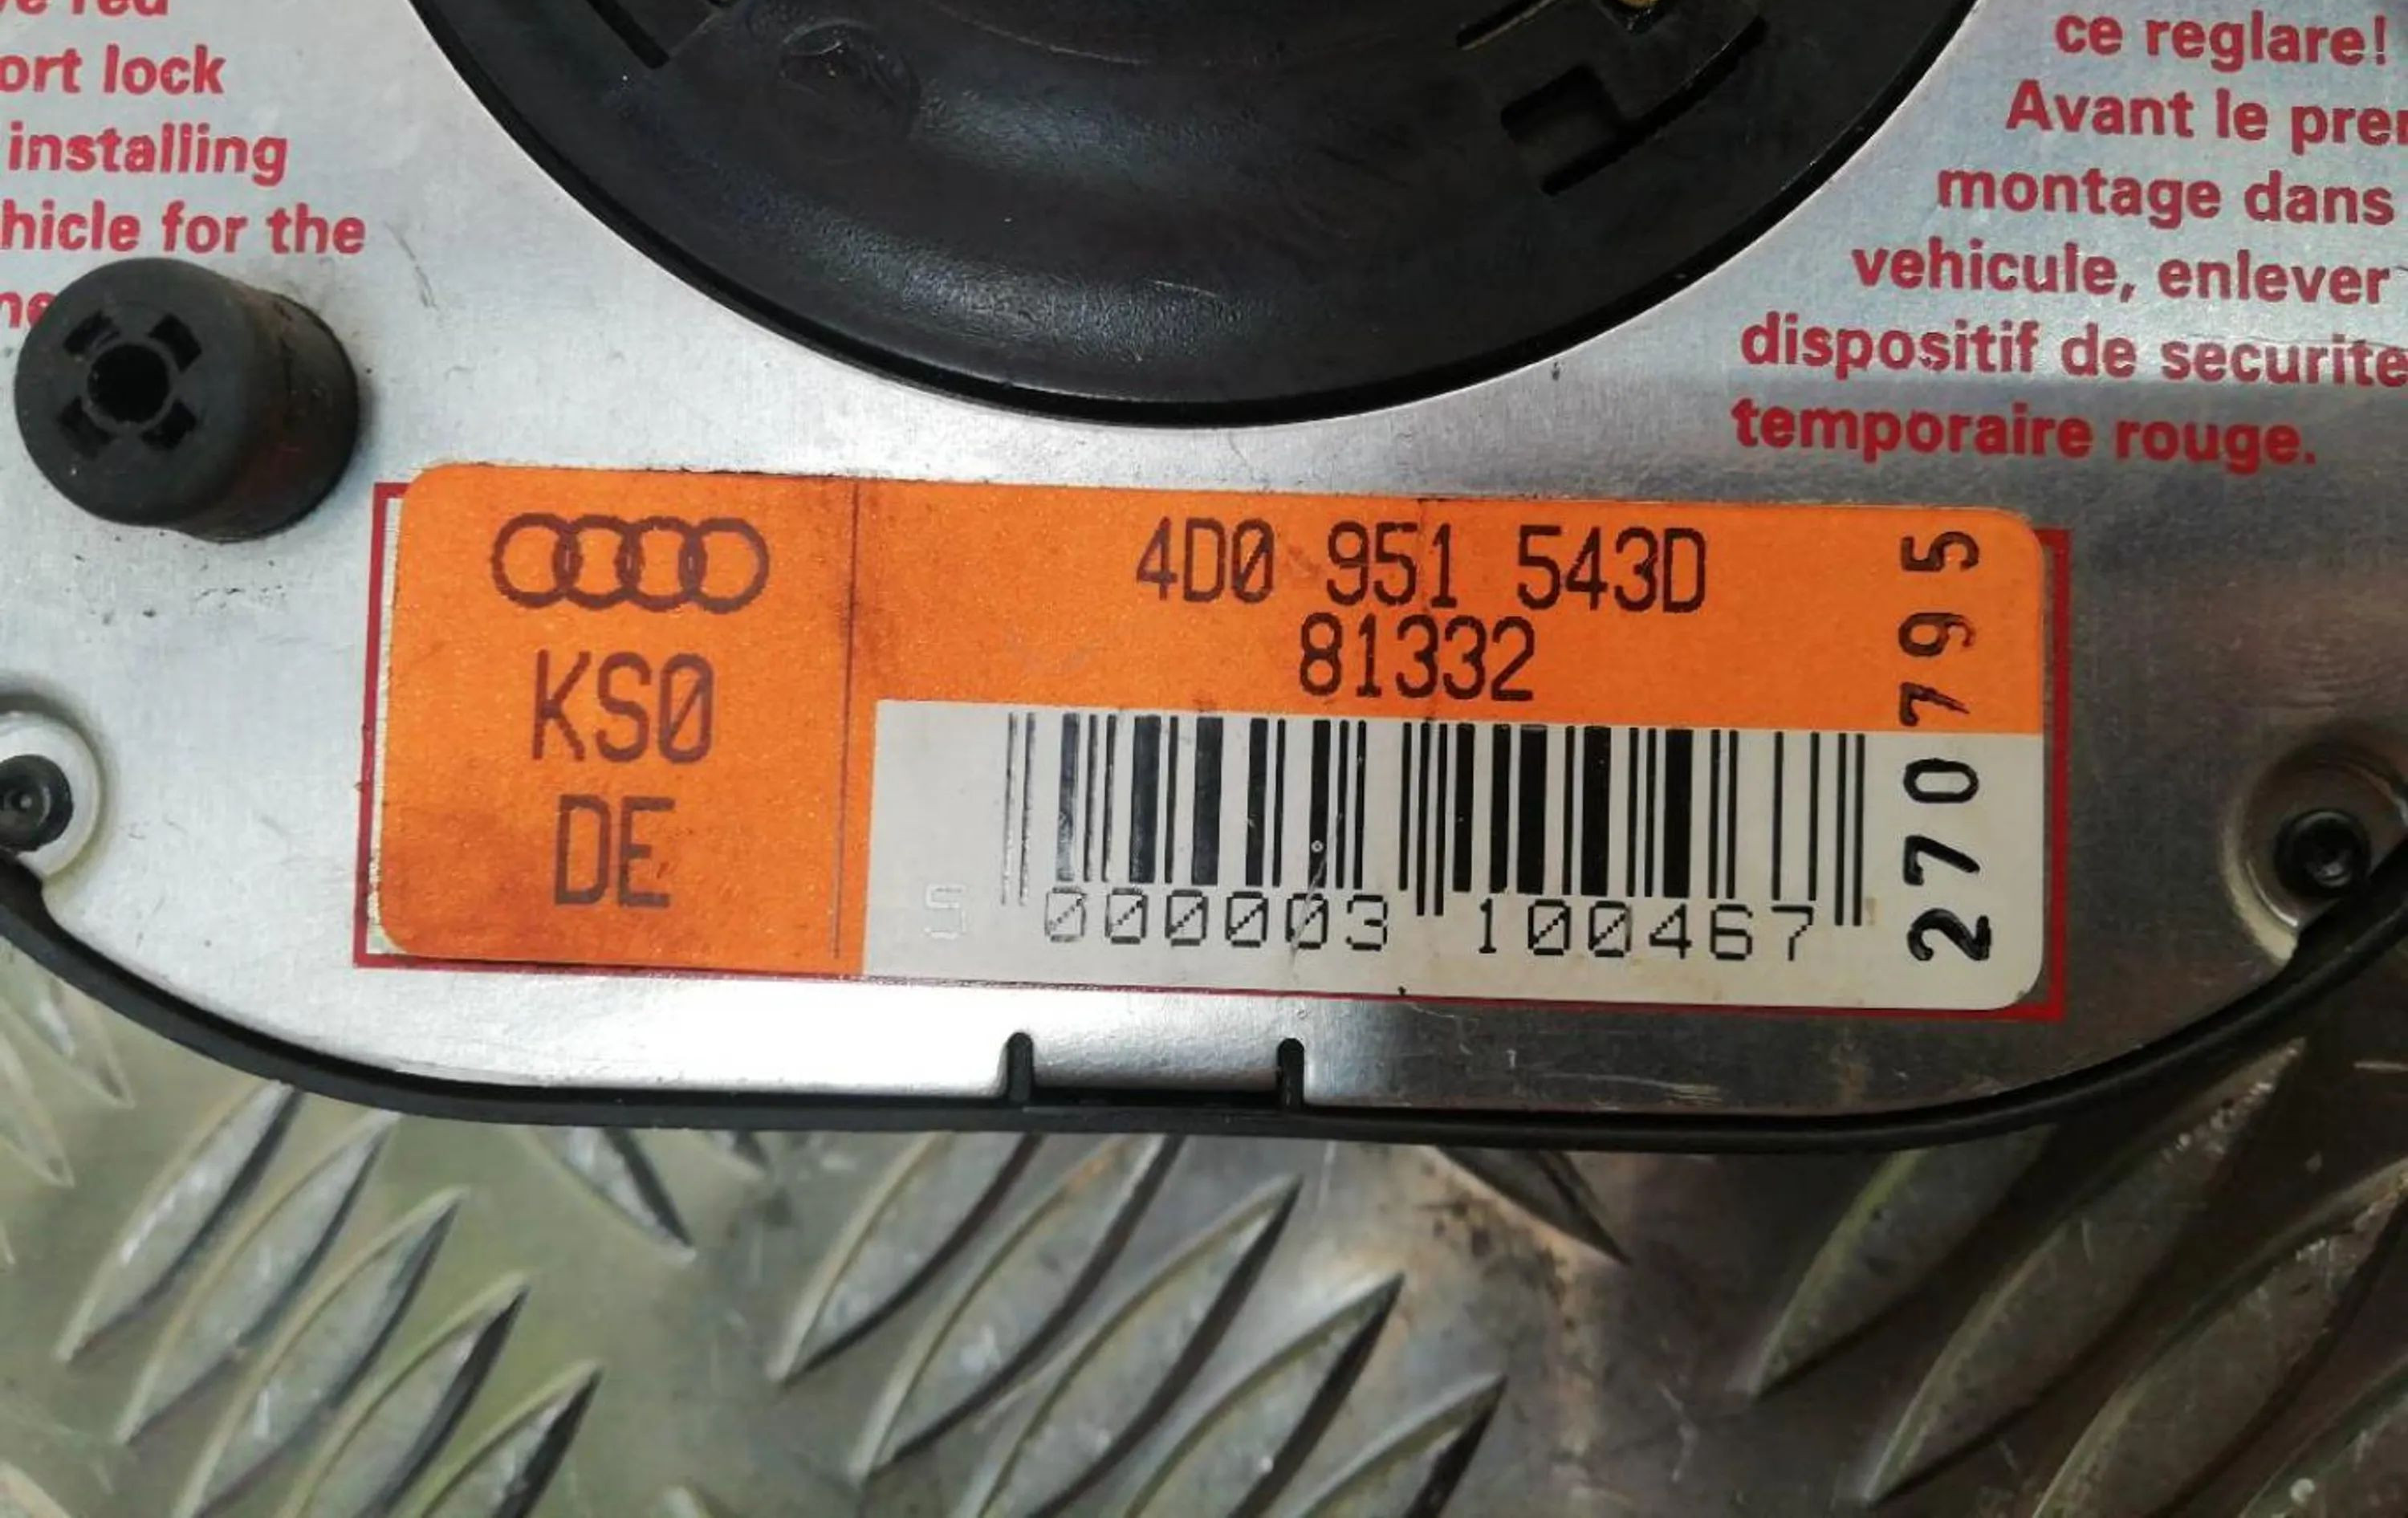 ort lock
installing
hicle for the
ce reglare!
Avant le pre
montage dans
vehicule, enlever
dispositif de securite
temporaire rouge.
KS0
DE
4D0 951 543D
81332
5 000003 100467
270795